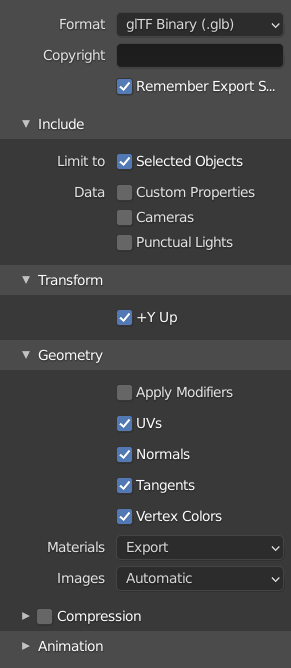 Format glTF Binary (.glb)
Copyright
Remember Export S...
Include
Limit to Selected Objects
Data Custom Properties
Cameras
Punctual Lights
Transform
+Y Up
Geometry
Apply Modifiers
UVs
Normals
Tangents
Vertex Colors
Materials Export
Images Automatic
Compression
Animation